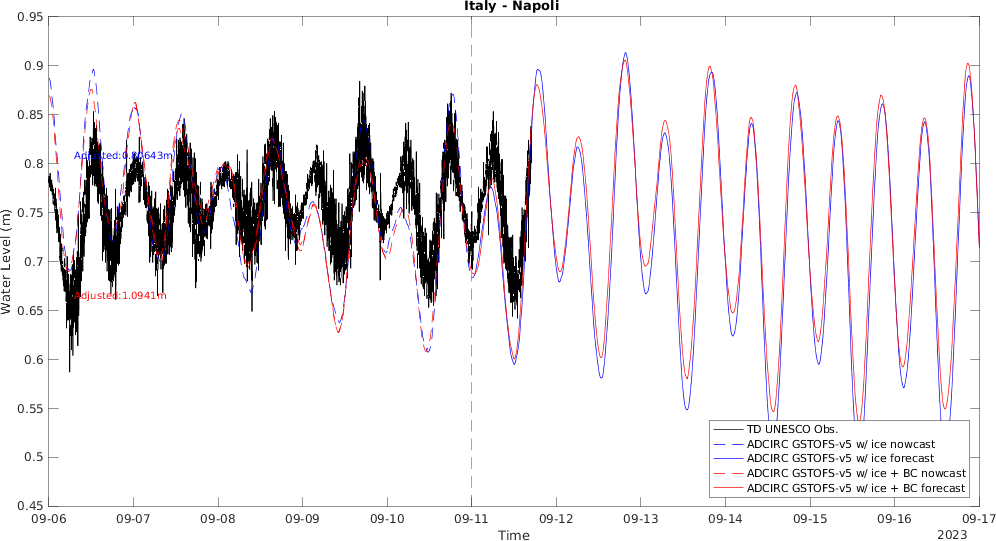 Italy - Napoli
0.95
0.9
0.85
0.8
0.75
0.7
0.65
0.6
0.55
0.5
0.45
Water Level (m)
Adjusted:1.0941m
09-06
09-07
09-08
09-09
09-10
09-11
09-12
09-13
09-14
09-15
09-16
09-17
Time
2023
TD UNESCO Obs.
ADCIRC GSTOFS-v5 w/ ice nowcast
ADCIRC GSTOFS-v5 w/ ice forecast
ADCIRC GSTOFS-v5 w/ ice + BC nowcast
ADCIRC GSTOFS-v5 w/ ice + BC forecast